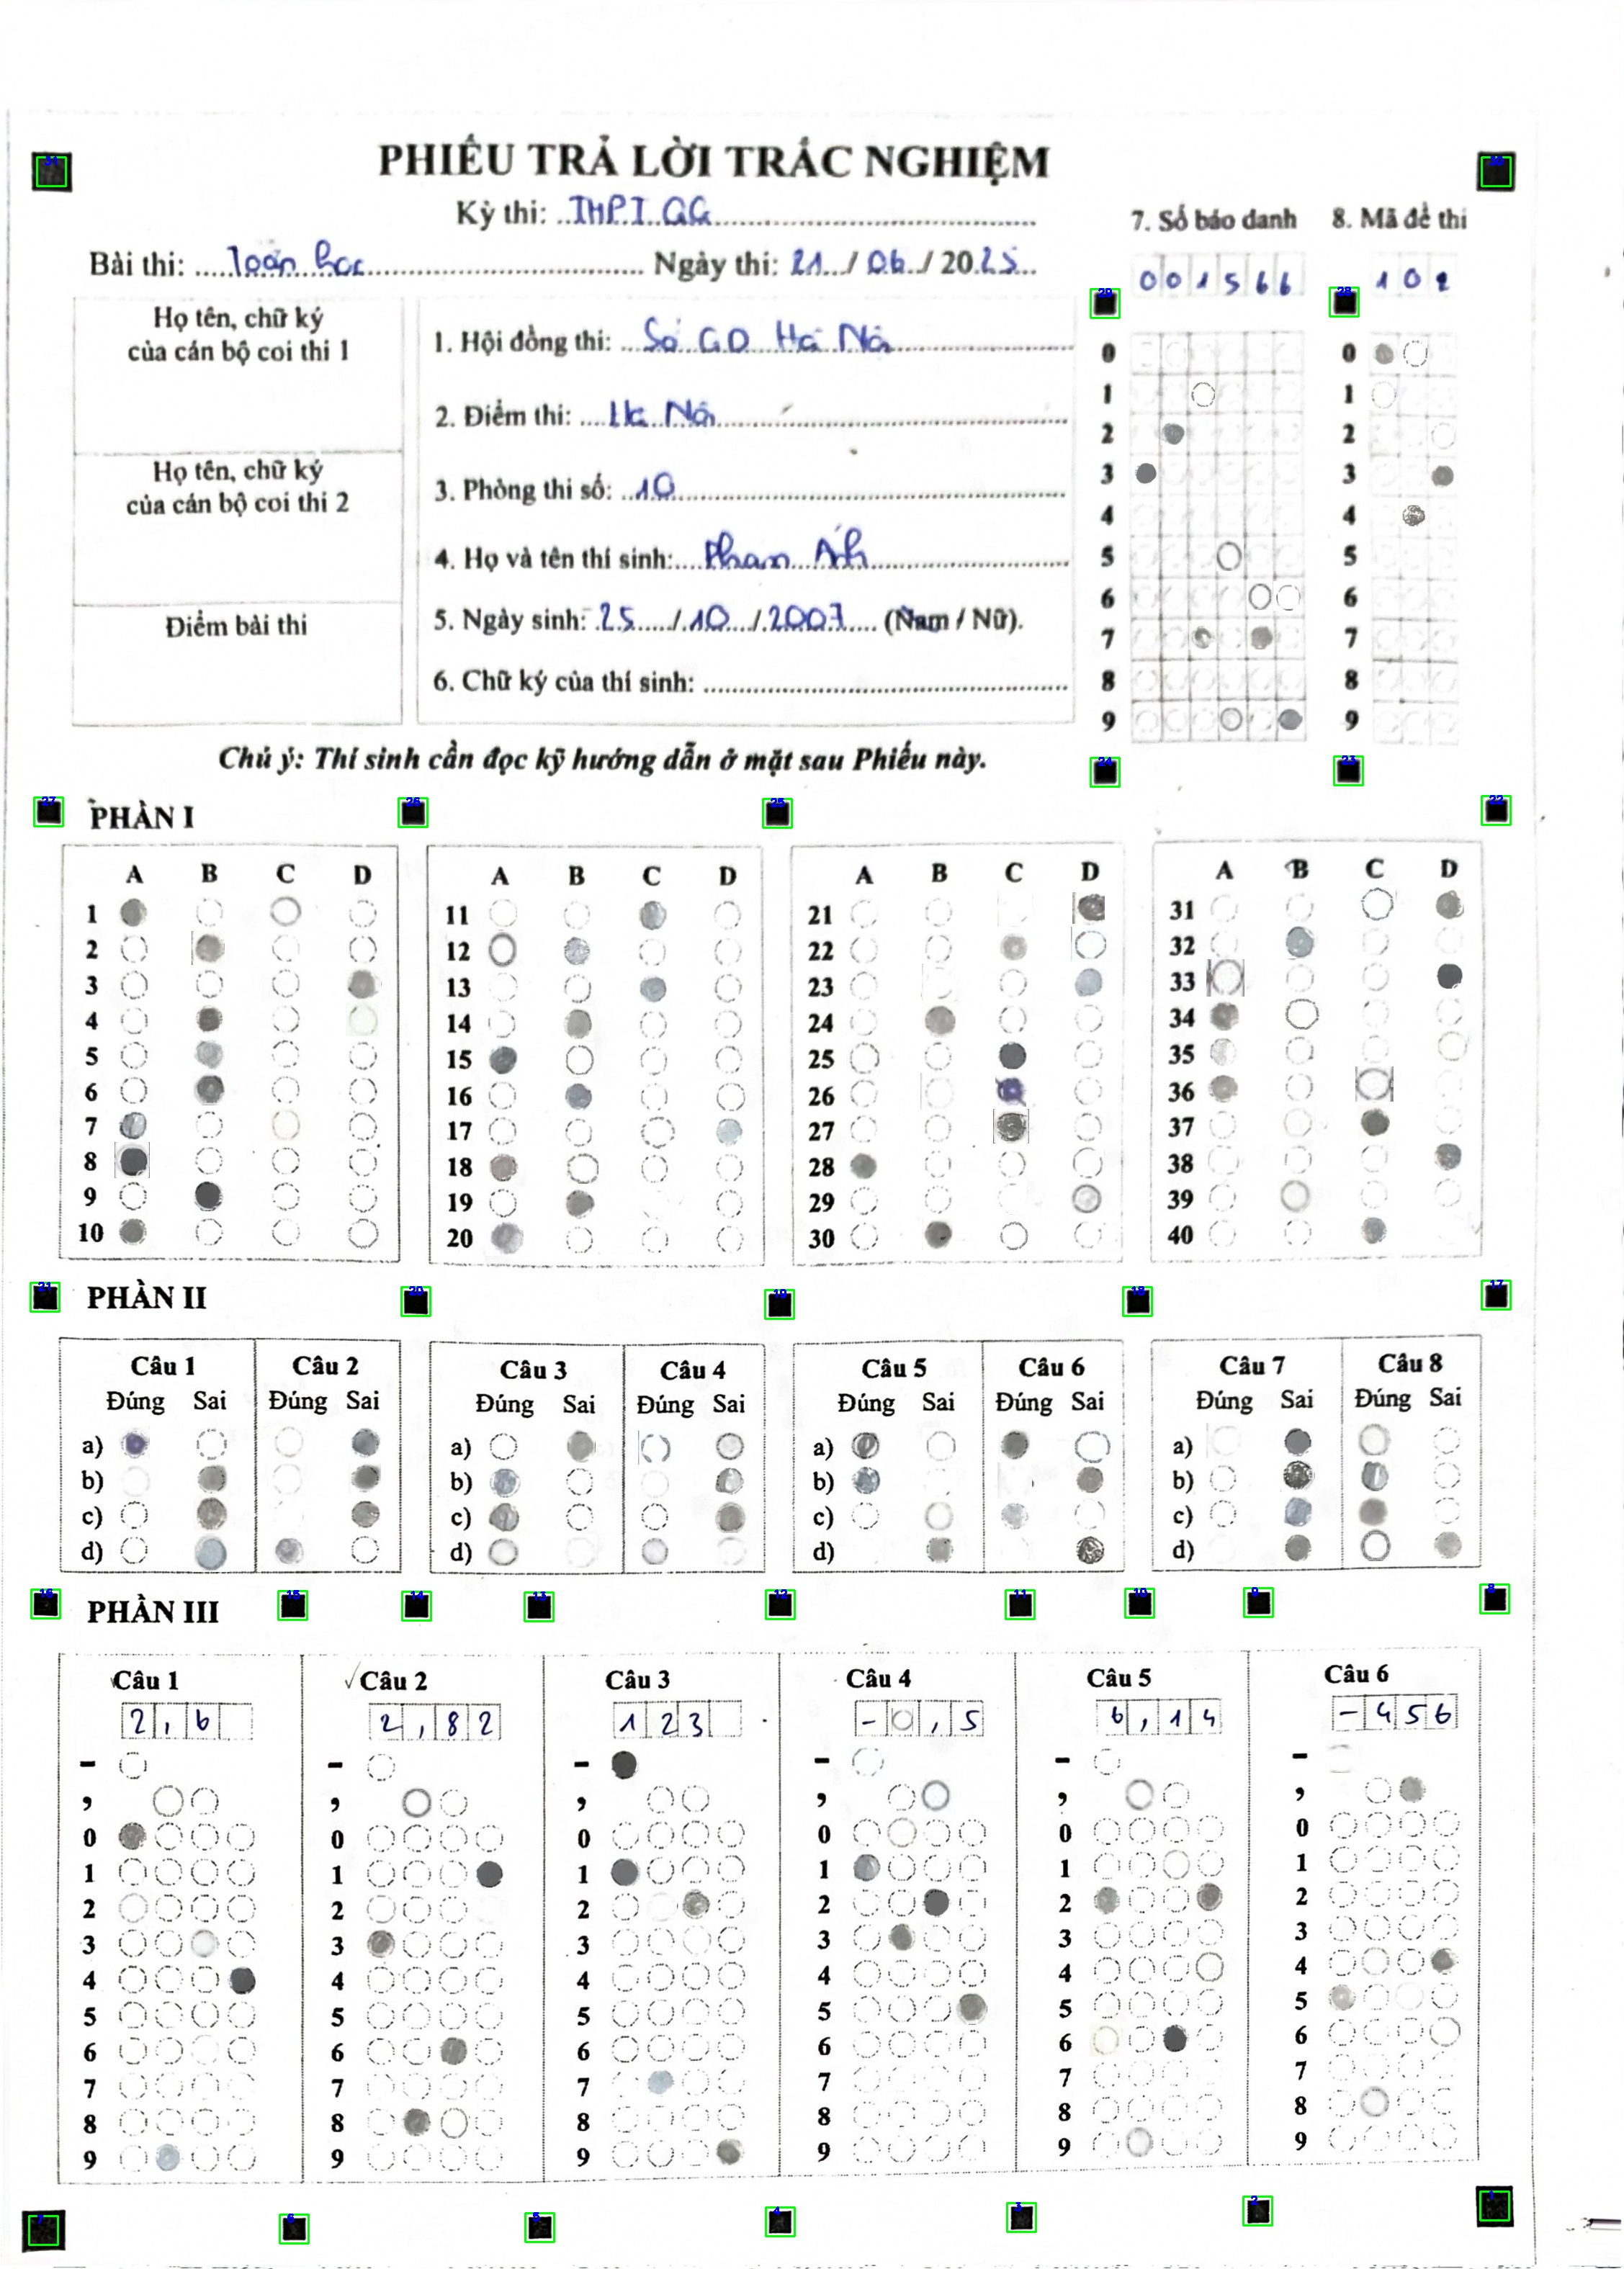 PHIẾU TRẢ LỜI TRẮC NGHIỆM
Kỳ thi: THPT QG
Bài thi: Toán học Ngày thi: 21 / 06 / 2025
7. Số báo danh 8. Mã đề thi
001566 102
Họ tên, chữ ký
của cán bộ coi thi 1
Họ tên, chữ ký
của cán bộ coi thi 2
Điểm bài thi
1. Hội đồng thi: Sở GD Hà Nội
2. Điểm thi: Hà Nội
3. Phòng thi số: 10
4. Họ và tên thí sinh: Phan Anh
5. Ngày sinh: 25 / 10 / 2007 (Nam / Nữ).
6. Chữ ký của thí sinh:
0 0
1 1
2 2
3 3
4 4
5 5
6 6
7 7
8 8
9 9
Chú ý: Thí sinh cần đọc kỹ hướng dẫn ở mặt sau Phiếu này.
PHẦN I
A B C D A B C D A B C D A B C D
1 11 21 31
2 12 22 32
3 13 23 33
4 14 24 34
5 15 25 35
6 16 26 36
7 17 27 37
8 18 28 38
9 19 29 39
10 20 30 40
PHẦN II
Câu 1 Câu 2 Câu 3 Câu 4 Câu 5 Câu 6 Câu 7 Câu 8
Đúng Sai Đúng Sai Đúng Sai Đúng Sai Đúng Sai Đúng Sai Đúng Sai Đúng Sai
a) a) a) a)
b) b) b) b)
c) c) c) c)
d) d) d) d)
PHẦN III
Câu 1 Câu 2 Câu 3 Câu 4 Câu 5 Câu 6
2,6 2,82 123 -0,5 6,14 -456
- - - - - -
, , , , , ,
0 0 0 0 0 0
1 1 1 1 1 1
2 2 2 2 2 2
3 3 3 3 3 3
4 4 4 4 4 4
5 5 5 5 5 5
6 6 6 6 6 6
7 7 7 7 7 7
8 8 8 8 8 8
9 9 9 9 9 9